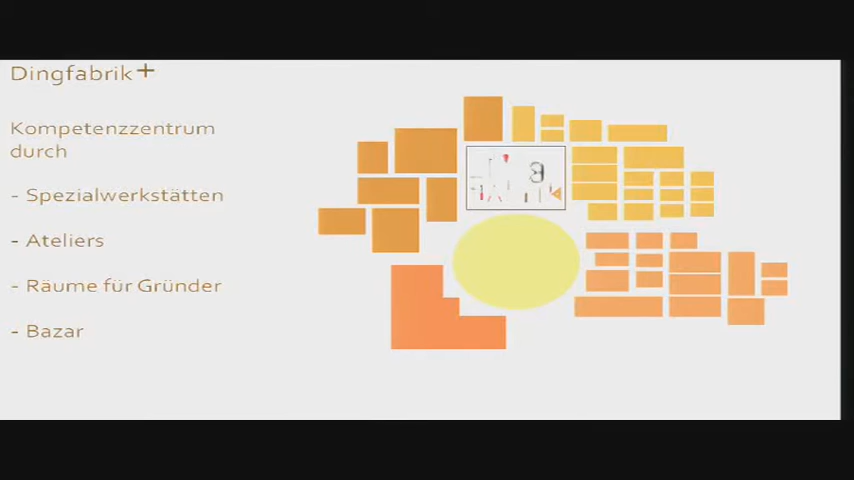 Dingfabrik+
Kompetenzzentrum
durch
- Spezialwerkstätten
- Ateliers
- Räume für Gründer
- Bazar